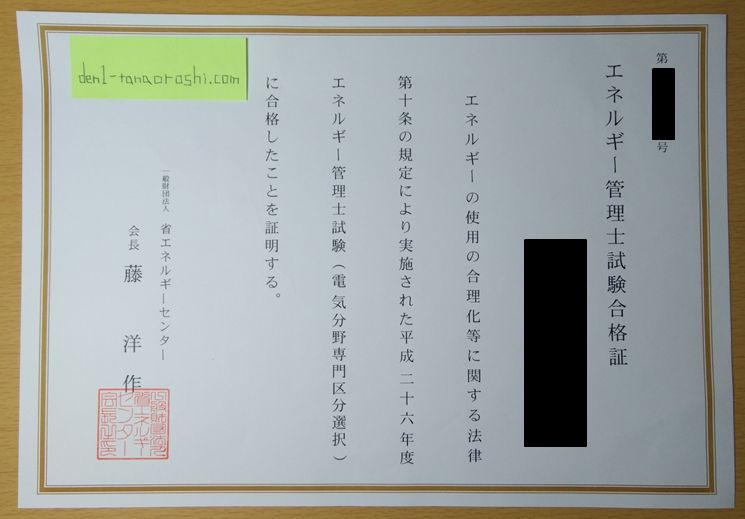 第
号
エネルギー管理士試験合格証
エネルギーの使用の合理化等に関する法律
第十条の規定により実施された平成二十六年度
エネルギー管理士試験(電気分野専門区分選択)
に合格したことを証明する。
一般財団法人 省エネルギーセンター
会長 藤 洋作
den1-tanaoroshi.com